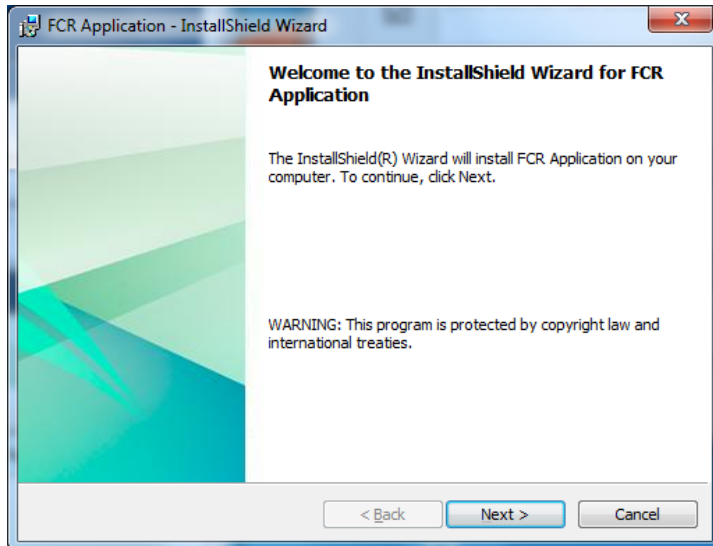 FCR Application - InstallShield Wizard
Welcome to the InstallShield Wizard for FCR
Application
The InstallShield(R) Wizard will install FCR Application on your
computer. To continue, click Next.
WARNING: This program is protected by copyright law and
international treaties.
< Back
Next >
Cancel